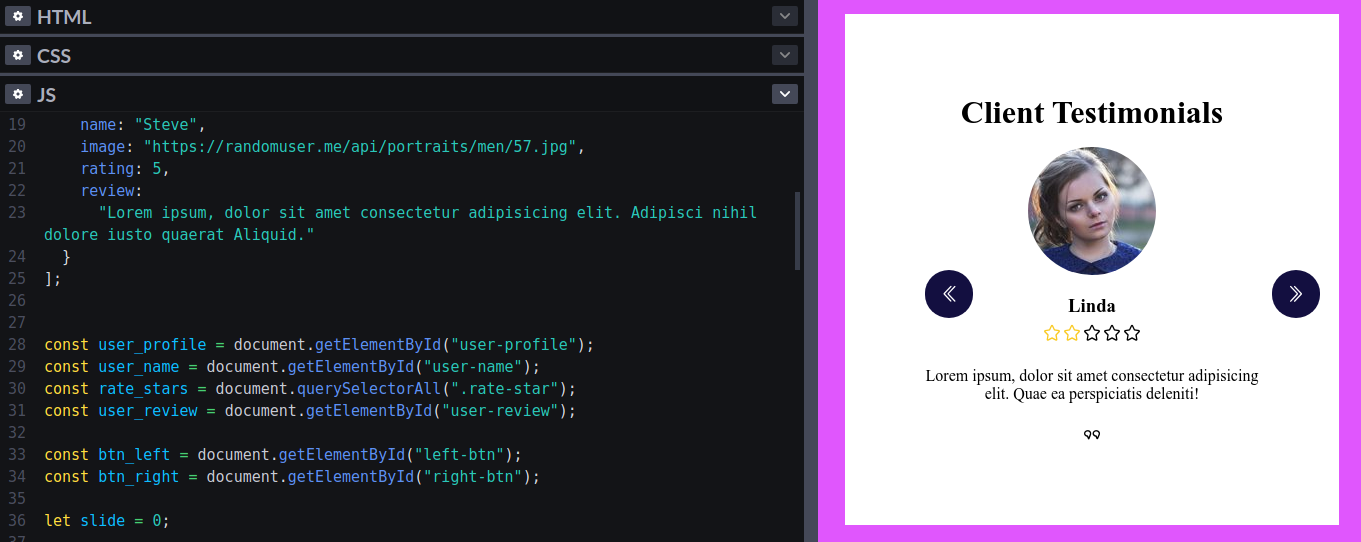 HTML
CSS
JS
19 name: "Steve",
20 image: "https://randomuser.me/api/portraits/men/57.jpg",
21 rating: 5,
22 review:
23 "Lorem ipsum, dolor sit amet consectetur adipisicing elit. Adipisci nihil
dolore iusto quaerat Aliquid."
24 }
25 ];
26
27
28 const user_profile = document.getElementById("user-profile");
29 const user_name = document.getElementById("user-name");
30 const rate_stars = document.querySelectorAll(".rate-star");
31 const user_review = document.getElementById("user-review");
32
33 const btn_left = document.getElementById("left-btn");
34 const btn_right = document.getElementById("right-btn");
35
36 let slide = 0;
37
Client Testimonials
Linda
Lorem ipsum, dolor sit amet consectetur adipisicing
elit. Quae ea perspiciatis deleniti!